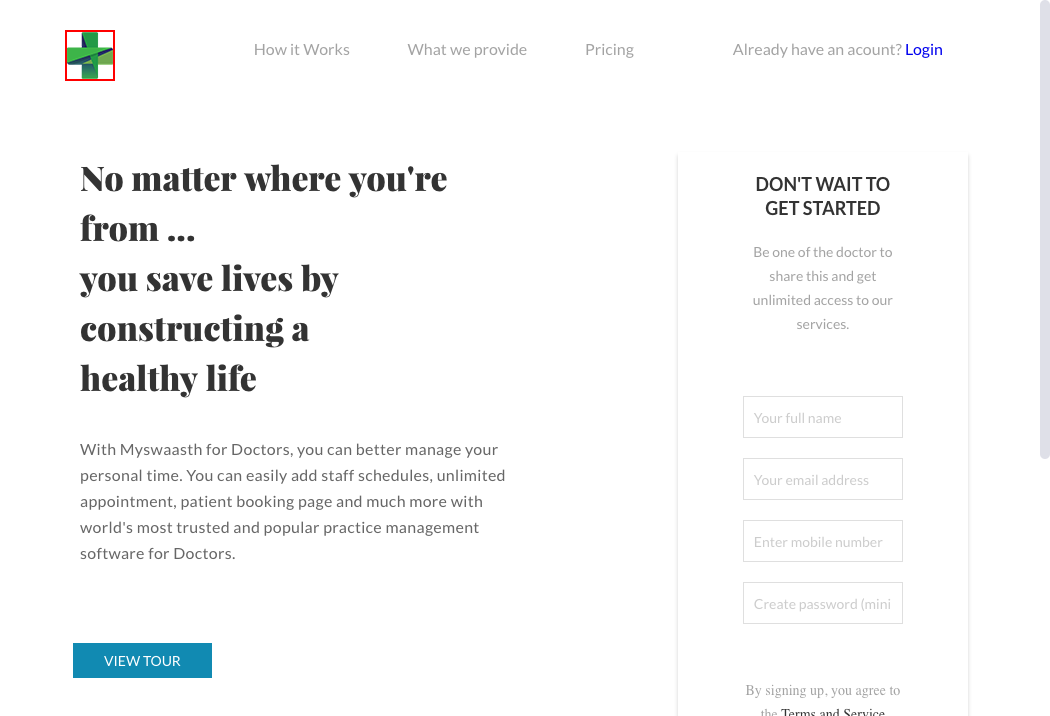 How it Works
What we provide
Pricing
Already have an acount? Login
No matter where you're
from ...
you save lives by
constructing a
healthy life
With Myswaasth for Doctors, you can better manage your
personal time. You can easily add staff schedules, unlimited
appointment, patient booking page and much more with
world's most trusted and popular practice management
software for Doctors.
VIEW TOUR
DON'T WAIT TO
GET STARTED
Be one of the doctor to
share this and get
unlimited access to our
services.
Your full name
Your email address
Enter mobile number
Create password (mini
By signing up, you agree to
the Terms and Service